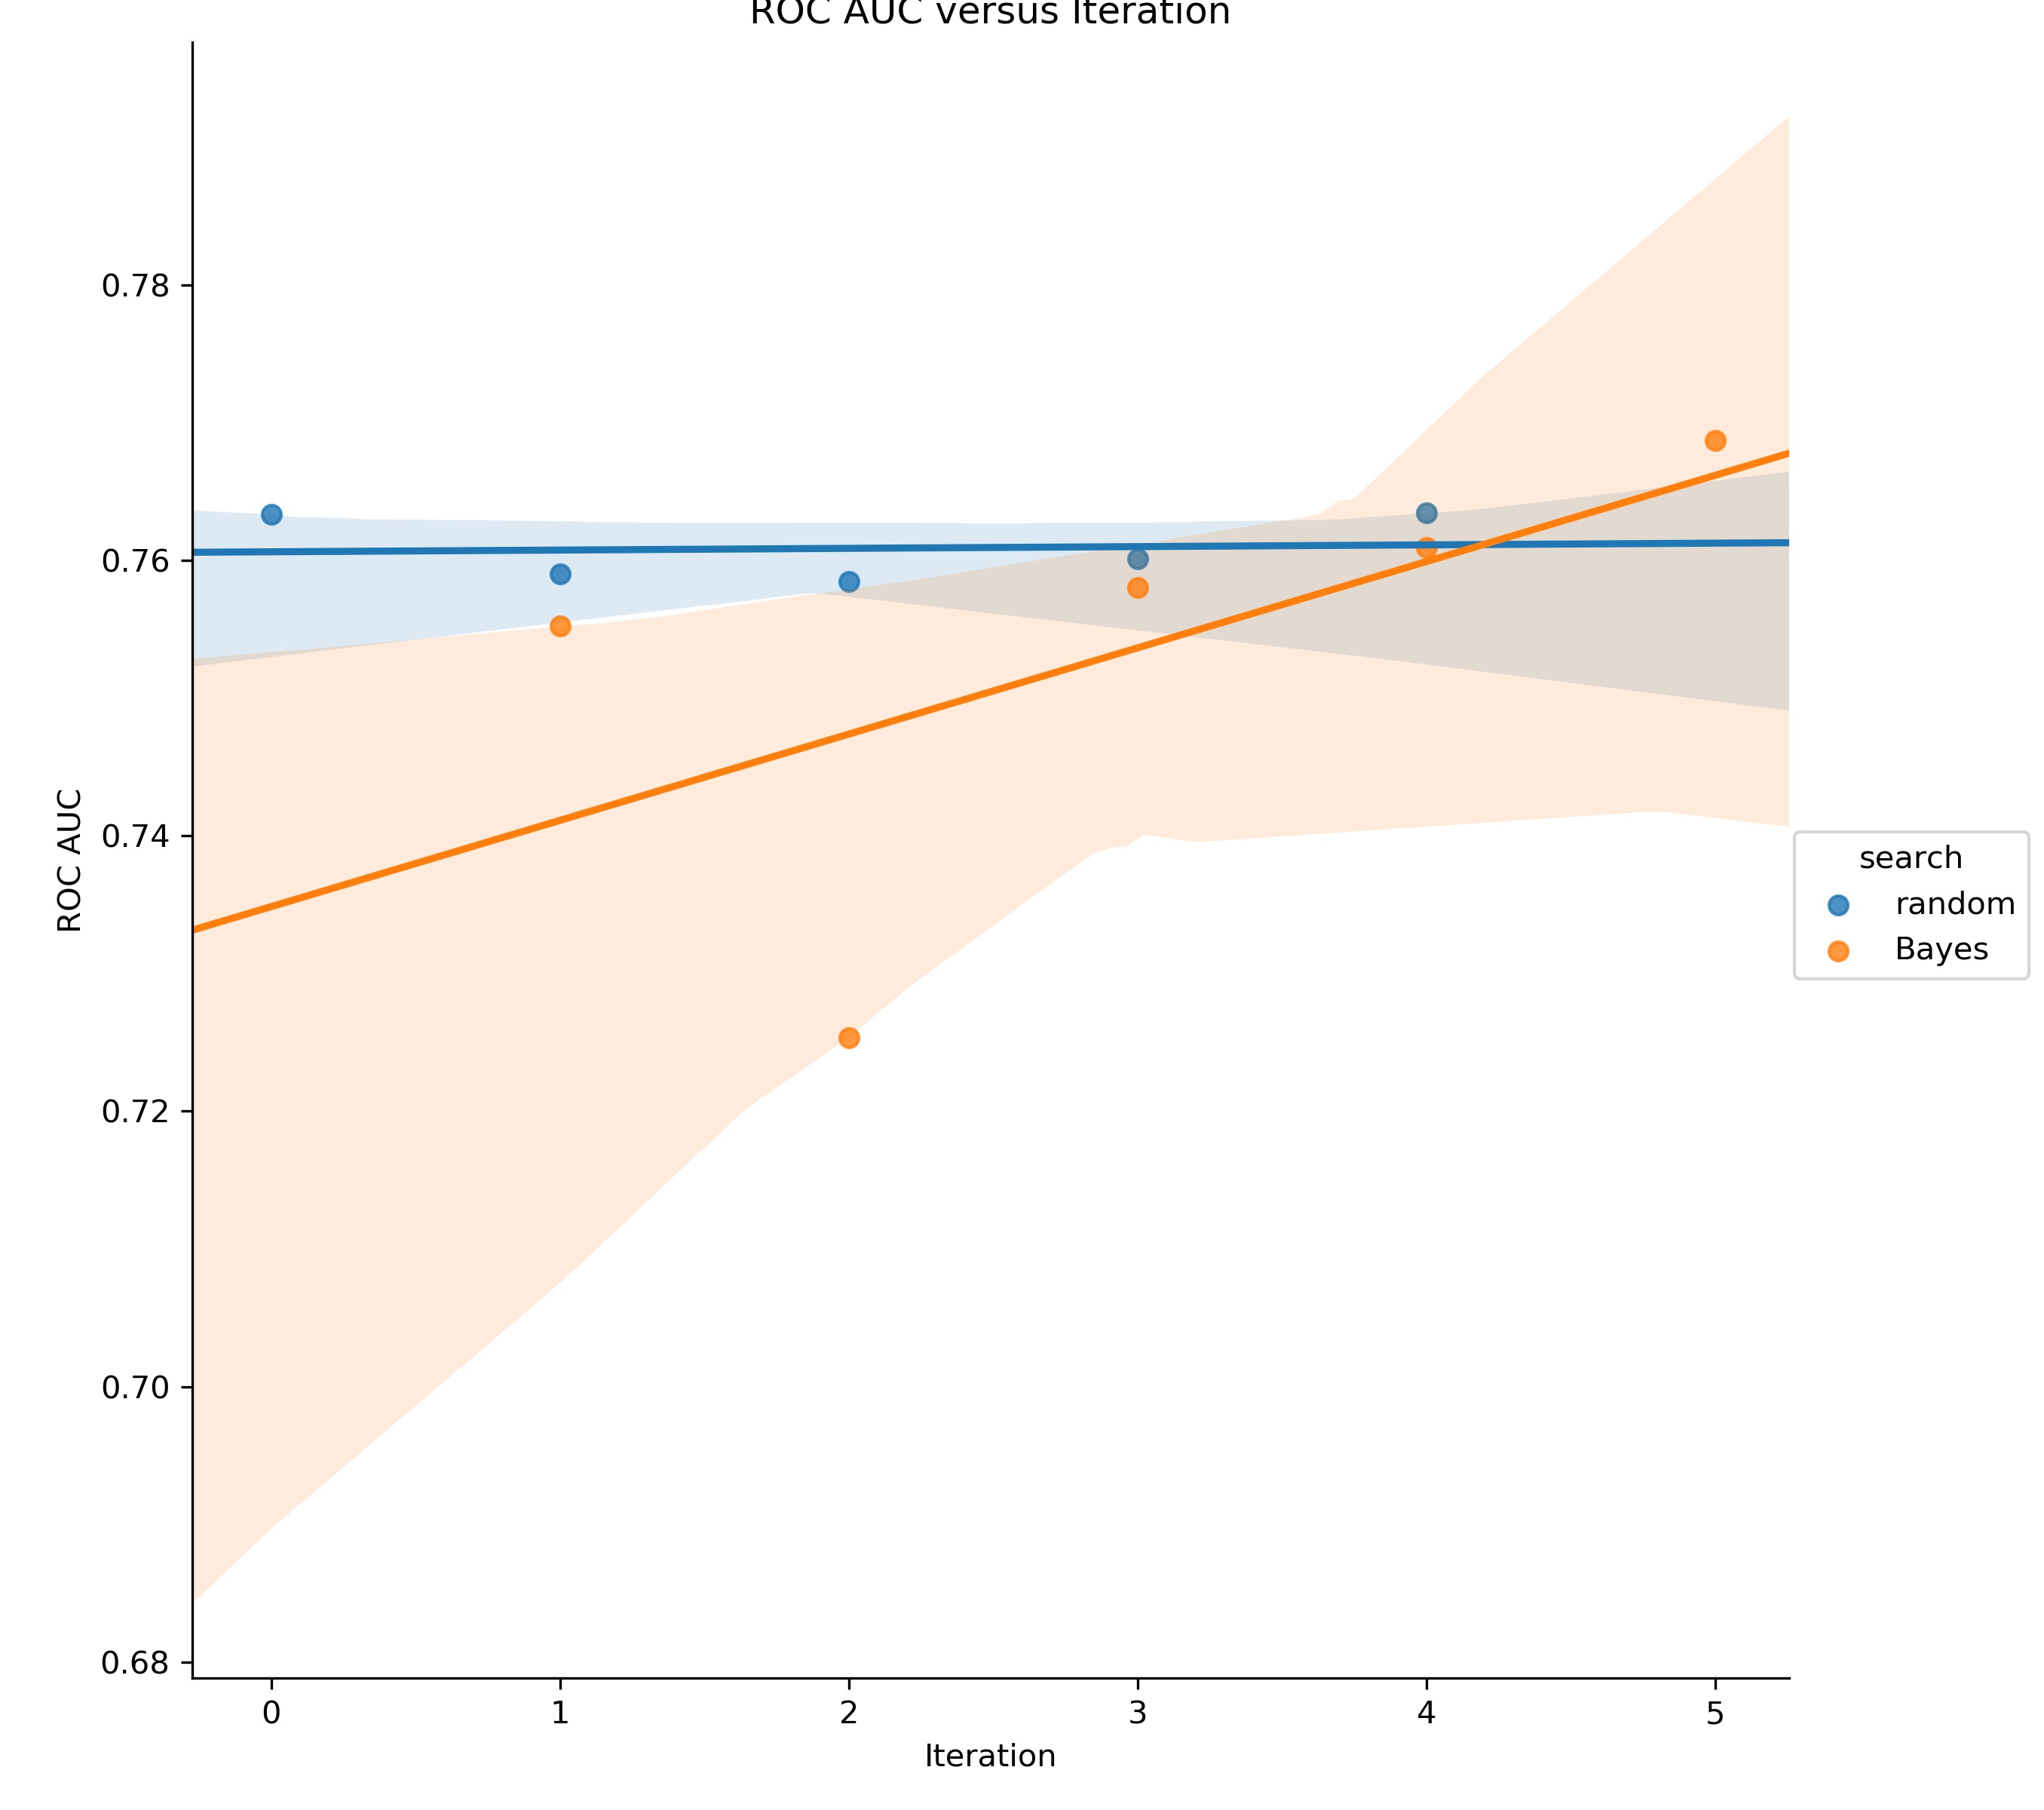 ROC AUC versus Iteration
0.78
0.76
0.74
0.72
0.70
0.68
ROC AUC
0 1 2 3 4 5
Iteration
search
random
Bayes